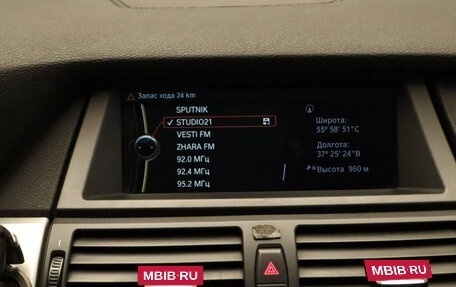 Запас хода 24 km
SPUTNIK
STUDIO21
VESTI FM
ZHARA FM
92.0 МГц
92.4 МГц
95.2 МГц
Широта:
55° 58' 51"С
Долгота:
37° 25' 24"В
Высота 960 м
MBIB.RU
MBIB.RU